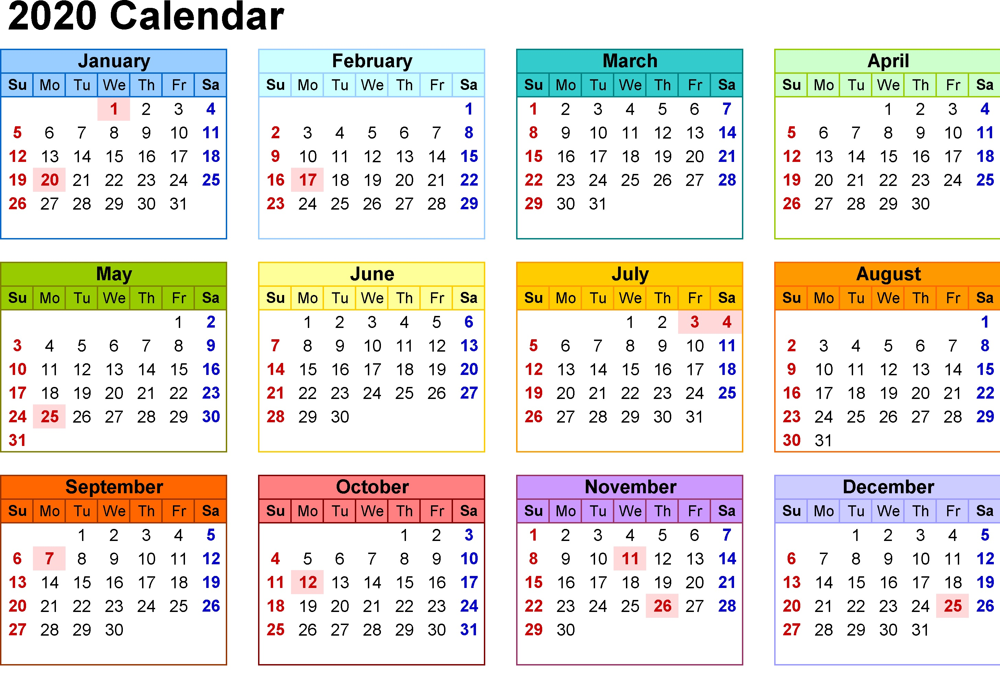 2020 Calendar
January
Su Mo Tu We Th Fr Sa
1 2 3 4
5 6 7 8 9 10 11
12 13 14 15 16 17 18
19 20 21 22 23 24 25
26 27 28 29 30 31
February
Su Mo Tu We Th Fr Sa
1
2 3 4 5 6 7 8
9 10 11 12 13 14 15
16 17 18 19 20 21 22
23 24 25 26 27 28 29
March
Su Mo Tu We Th Fr Sa
1 2 3 4 5 6 7
8 9 10 11 12 13 14
15 16 17 18 19 20 21
22 23 24 25 26 27 28
29 30 31
April
Su Mo Tu We Th Fr Sa
1 2 3 4
5 6 7 8 9 10 11
12 13 14 15 16 17 18
19 20 21 22 23 24 25
26 27 28 29 30
May
Su Mo Tu We Th Fr Sa
1 2
3 4 5 6 7 8 9
10 11 12 13 14 15 16
17 18 19 20 21 22 23
24 25 26 27 28 29 30
31
June
Su Mo Tu We Th Fr Sa
1 2 3 4 5 6
7 8 9 10 11 12 13
14 15 16 17 18 19 20
21 22 23 24 25 26 27
28 29 30
July
Su Mo Tu We Th Fr Sa
1 2 3 4
5 6 7 8 9 10 11
12 13 14 15 16 17 18
19 20 21 22 23 24 25
26 27 28 29 30 31
August
Su Mo Tu We Th Fr Sa
1
2 3 4 5 6 7 8
9 10 11 12 13 14 15
16 17 18 19 20 21 22
23 24 25 26 27 28 29
30 31
September
Su Mo Tu We Th Fr Sa
1 2 3 4 5
6 7 8 9 10 11 12
13 14 15 16 17 18 19
20 21 22 23 24 25 26
27 28 29 30
October
Su Mo Tu We Th Fr Sa
1 2 3
4 5 6 7 8 9 10
11 12 13 14 15 16 17
18 19 20 21 22 23 24
25 26 27 28 29 30 31
November
Su Mo Tu We Th Fr Sa
1 2 3 4 5 6 7
8 9 10 11 12 13 14
15 16 17 18 19 20 21
22 23 24 25 26 27 28
29 30
December
Su Mo Tu We Th Fr Sa
1 2 3 4 5
6 7 8 9 10 11 12
13 14 15 16 17 18 19
20 21 22 23 24 25 26
27 28 29 30 31